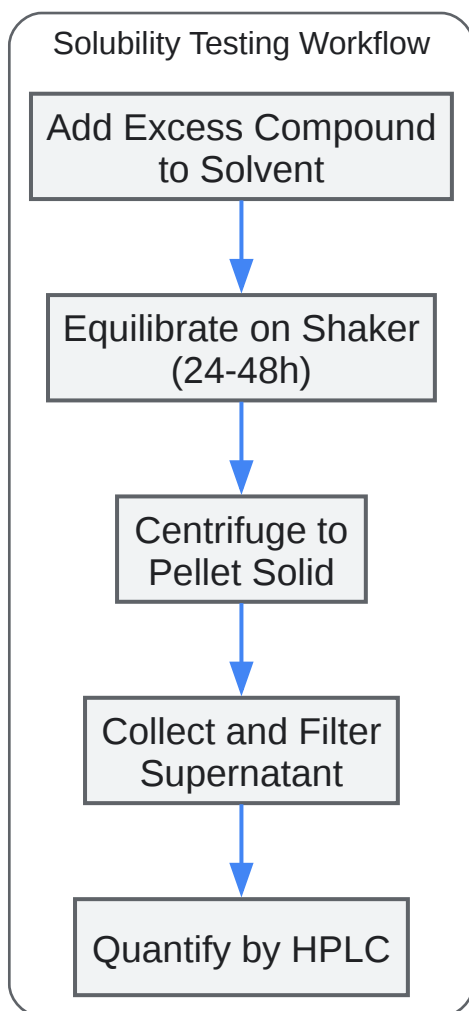 Solubility Testing Workflow
Add Excess Compound
to Solvent
Equilibrate on Shaker
(24-48h)
Centrifuge to
Pellet Solid
Collect and Filter
Supernatant
Quantify by HPLC